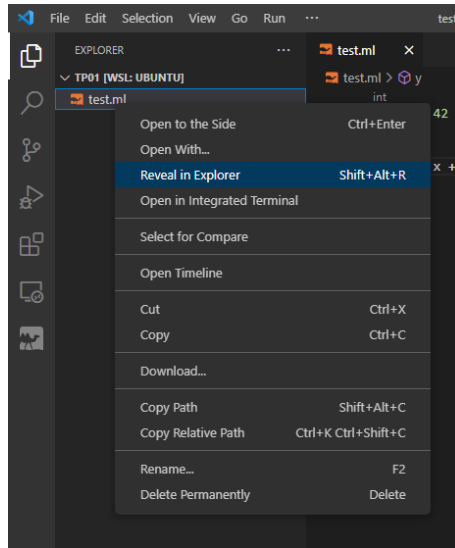 File Edit Selection View Go Run ···
EXPLORER ···
test.ml ×
TP01 [WSL: UBUNTU]
test.ml > y
test.ml
int
42
x +
Open to the Side Ctrl+Enter
Open With...
Reveal in Explorer Shift+Alt+R
Open in Integrated Terminal
Select for Compare
Open Timeline
Cut Ctrl+X
Copy Ctrl+C
Download...
Copy Path Shift+Alt+C
Copy Relative Path Ctrl+K Ctrl+Shift+C
Rename... F2
Delete Permanently Delete